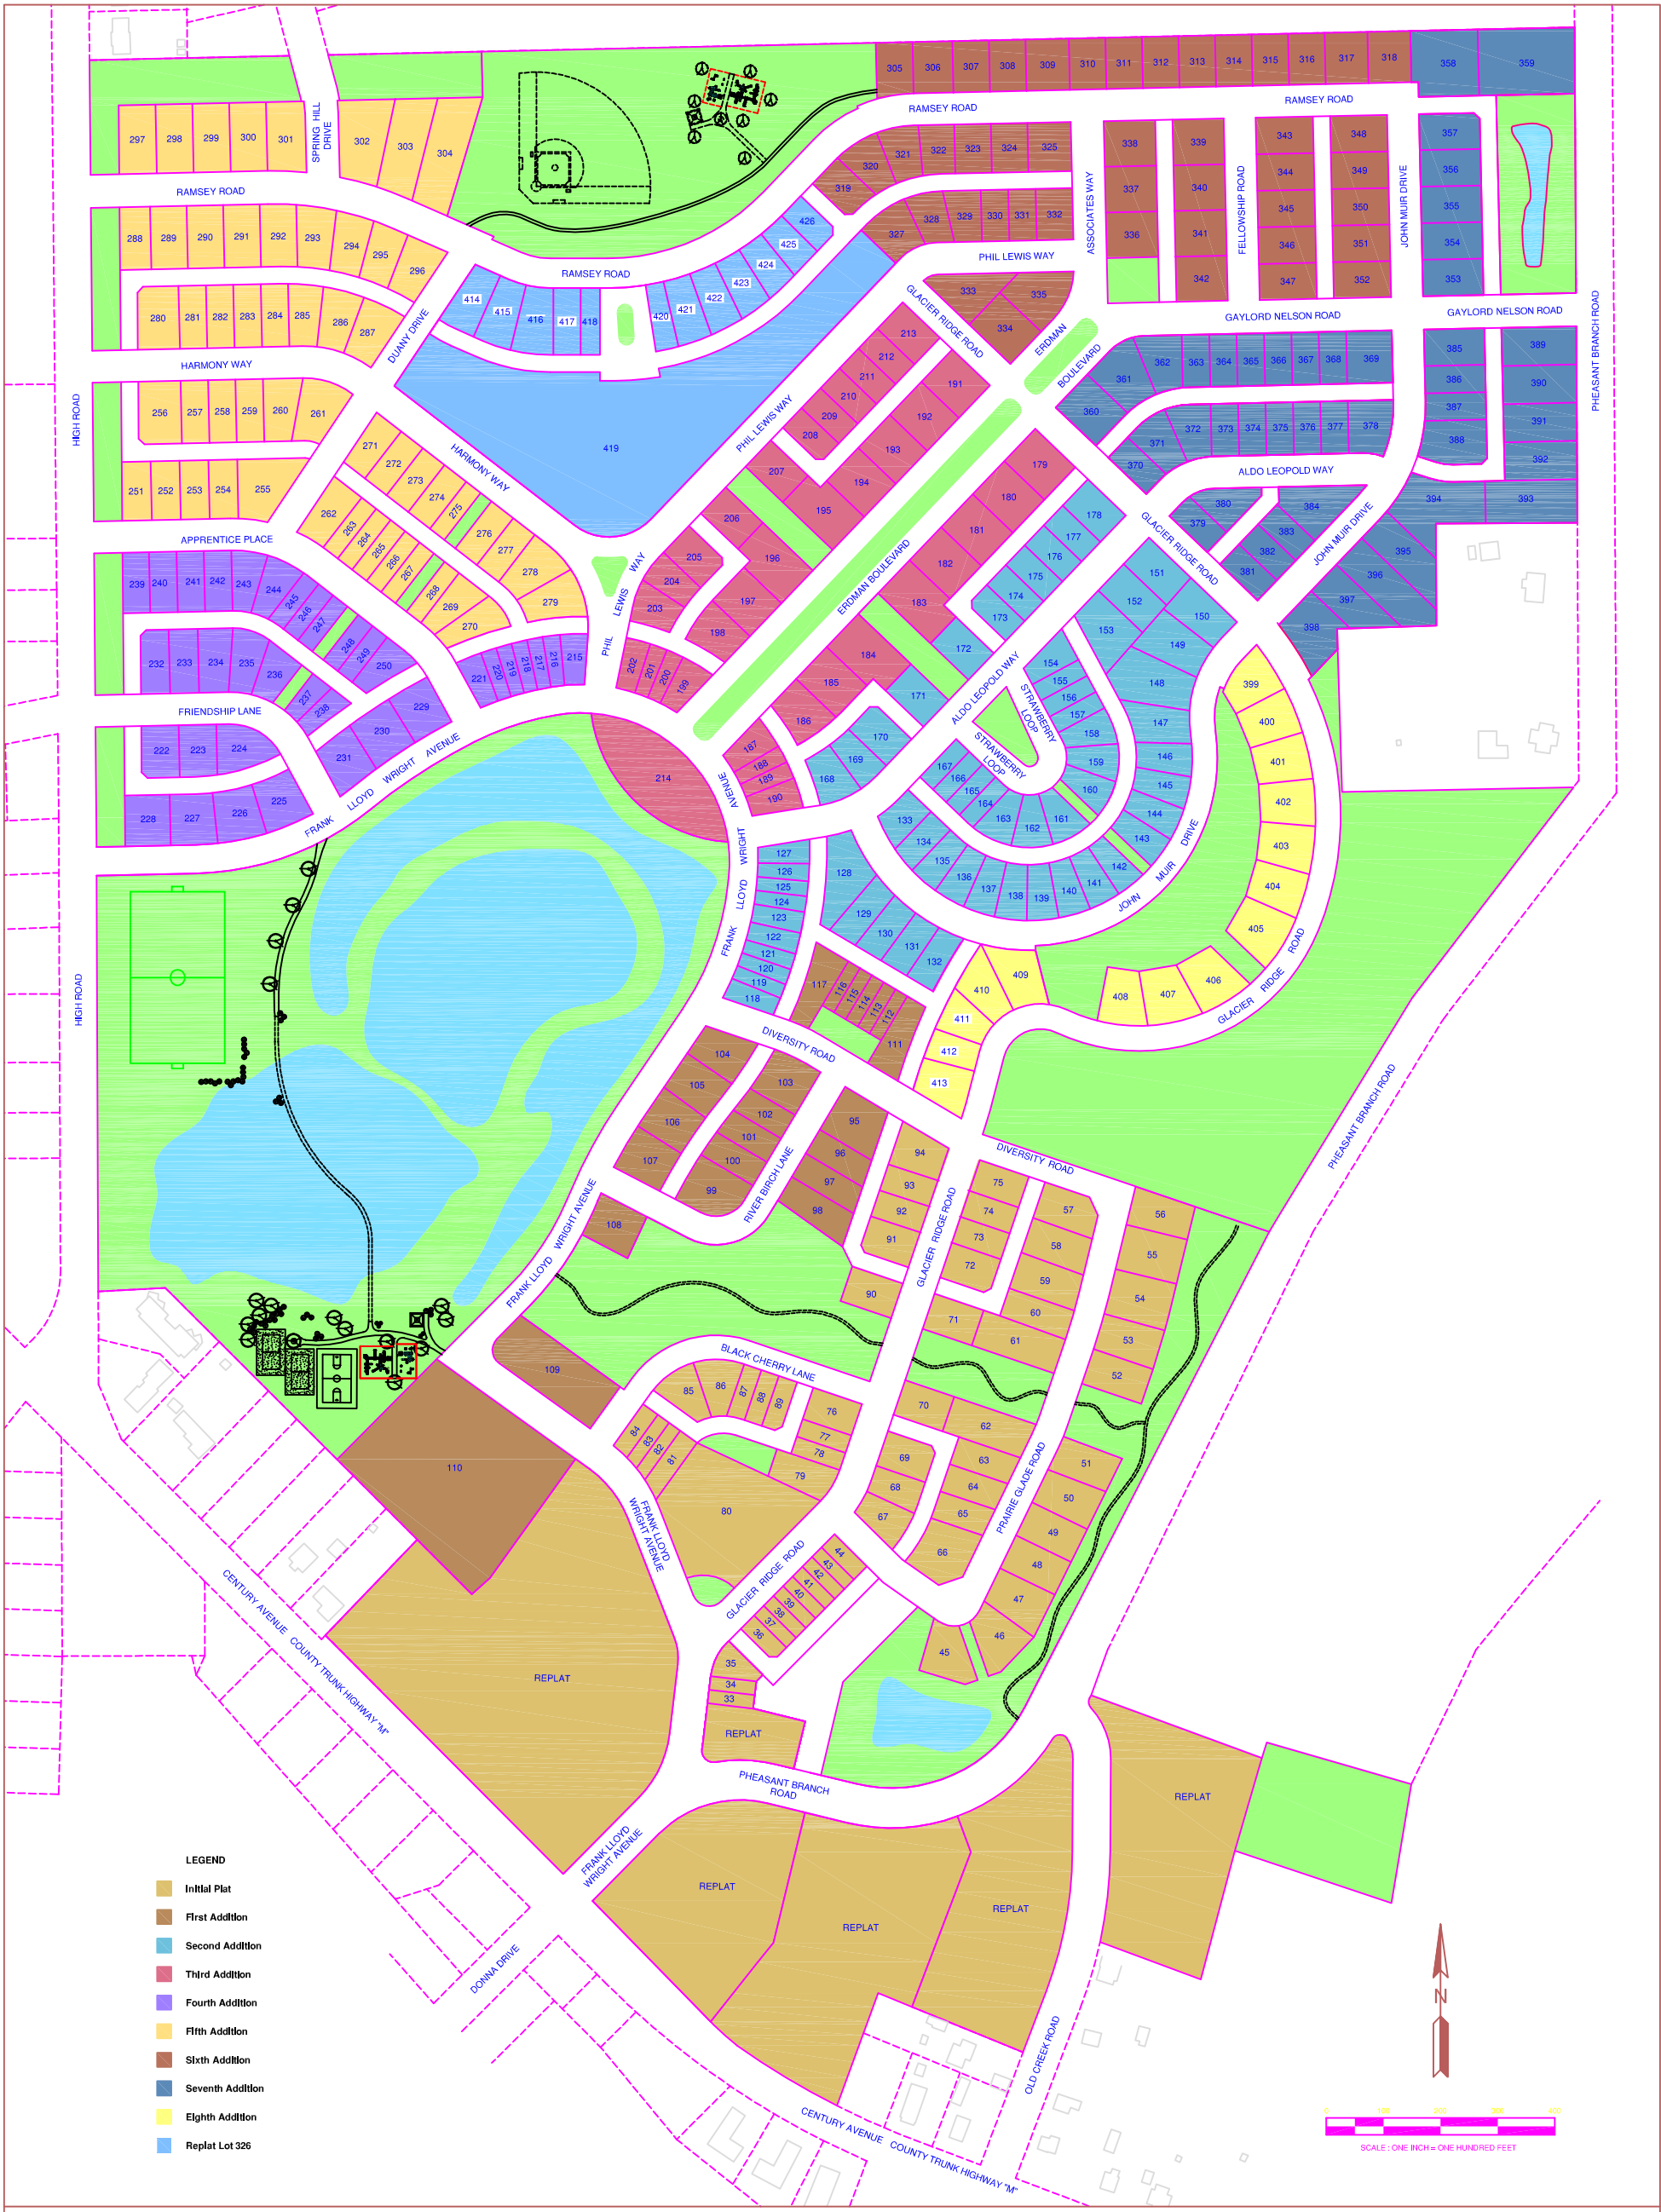 305 306 307 308 309 310 311 312 313 314 315 316 317 318 358 359
RAMSEY ROAD
RAMSEY ROAD
297 298 299 300 301
SPRING HILL
DRIVE
302 303 304
RAMSEY ROAD
319 320 321 322 323 324 325
327 328 329 330 331 332
ASSOCIATES WAY
338 339
337 340
336 341
342
FELLOWSHIP ROAD
343 348
344 349
345 350
346 351
347 352
JOHN MUIR DRIVE
357
356
355
354
353
PHEASANT BRANCH ROAD
288 289 290 291 292 293 294 295 296
280 281 282 283 284 285 286 287
DUANY DRIVE
HARMONY WAY
HIGH ROAD
RAMSEY ROAD
414 415 416 417 418
420 421 422 423 424 425 426
419
PHIL LEWIS WAY
GLACIER RIDGE ROAD
333 335
334
ERDMAN
BOULEVARD
GAYLORD NELSON ROAD
GAYLORD NELSON ROAD
360 361 362 363 364 365 366 367 368 369
370 371 372 373 374 375 376 377 378
385 389
386 390
387 391
388 392
ALDO LEOPOLD WAY
379 380 384
381 382 383
394 393
395
396
397
398
JOHN MUIR DRIVE
GLACIER RIDGE ROAD
256 257 258 259 260 261
251 252 253 254 255
APPRENTICE PLACE
HARMONY WAY
271 272 273 274 275 276 277 278 279
262 263 264 265 266 267 268 269 270
PHIL LEWIS WAY
213
212
211
210
209
208
207
206
205
204
203
202 201 200 199
191
192
193
194
195
196
197
198
PHIL LEWIS WAY
ERDMAN BOULEVARD
179
180
181
182
183
184
185
186
187
188
189
190
214
178
177
176
175
174
173
172
171
170
169
168
ALDO LEOPOLD WAY
STRAWBERRY
LOOP
STRAWBERRY
LOOP
151
152 150
153 149
154 148
155
156
157 147
158
159 146
160 145
161 144
162 143
163 142
164 141
165 140
166 139
167 138
137
136
135
134
133
JOHN MUIR DRIVE
239 240 241 242 243 244 245 246 247 248 249 250
232 233 234 235 236 237 238
FRIENDSHIP LANE
222 223 224
228 227 226 225
231 230 229
221 220 219 218 217 216 215
FRANK LLOYD WRIGHT AVENUE
FRANK LLOYD WRIGHT AVENUE
127
126
125
124
123
122
121
120
119
118
128
129
130
131
132
399
400
401
402
403
404
405
406
407
408
409
410
411
412
413
GLACIER RIDGE ROAD
HIGH ROAD
117 116 115 114 113 112
111
DIVERSITY ROAD
104 103
105 102
106 101
107 100
99
108
RIVER BIRCH LANE
95
96
97
98
94
93
92
91
90
GLACIER RIDGE ROAD
DIVERSITY ROAD
PHEASANT BRANCH ROAD
75
74
73
72
71
57
58
59
60
61
56
55
54
53
52
FRANK LLOYD WRIGHT AVENUE
109
110
BLACK CHERRY LANE
85 86 87 88 89
84 83 82 81
76
77
78
79
80
70 62
69 63
68 64
67 65
66
51
50
49
48
47
46
45
PRAIRIE GLADE ROAD
FRANK LLOYD
WRIGHT AVENUE
GLACIER RIDGE ROAD
44
43
42
41
40
39
38
37
36
35
34
33
REPLAT
REPLAT
CENTURY AVENUE COUNTY TRUNK HIGHWAY "M"
PHEASANT BRANCH
ROAD
FRANK LLOYD
WRIGHT AVENUE
REPLAT
REPLAT
REPLAT
REPLAT
DONNA DRIVE
OLD CREEK ROAD
CENTURY AVENUE COUNTY TRUNK HIGHWAY "M"
LEGEND
Initial Plat
First Addition
Second Addition
Third Addition
Fourth Addition
Fifth Addition
Sixth Addition
Seventh Addition
Eighth Addition
Replat Lot 326
N
0 100 200 300 400
SCALE : ONE INCH = ONE HUNDRED FEET